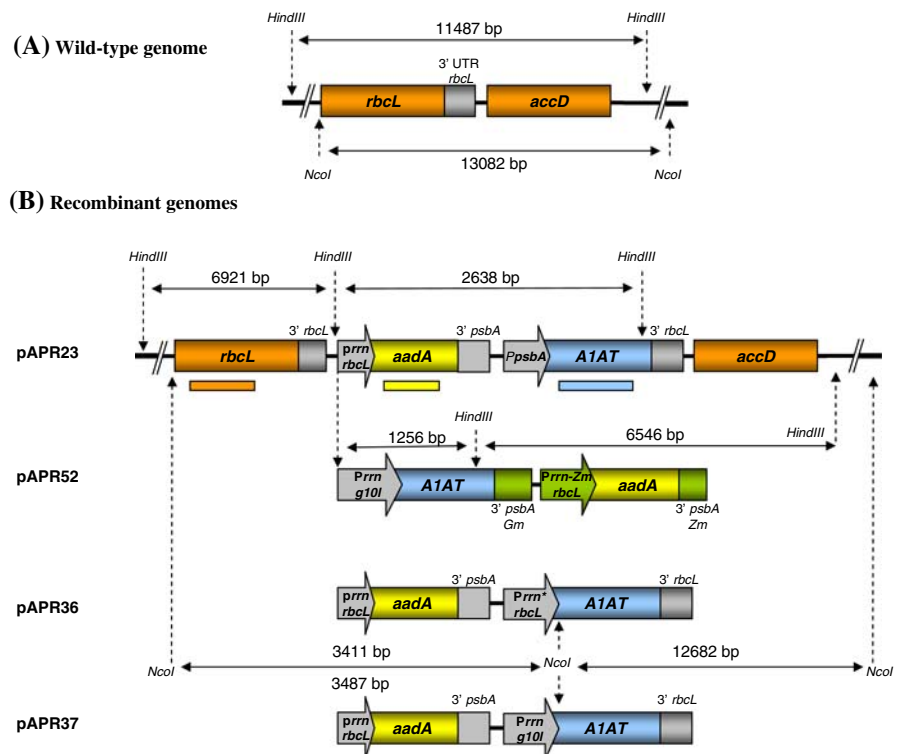 (A) Wild-type genome
HindIII
11487 bp
HindIII
3' UTR
rbcL
rbcL
accD
NcoI
13082 bp
NcoI
(B) Recombinant genomes
HindIII
6921 bp
HindIII
2638 bp
HindIII
pAPR23
rbcL
3' rbcL
prrn
rbcL
aadA
3' psbA
PpsbA
A1AT
3' rbcL
accD
1256 bp
HindIII
6546 bp
HindIII
pAPR52
Prrn
g10l
A1AT
3' psbA
Gm
Prrn-Zm
rbcL
aadA
3' psbA
Zm
pAPR36
prrn
rbcL
aadA
3' psbA
Prrn*
rbcL
A1AT
3' rbcL
NcoI
3411 bp
3487 bp
NcoI
12682 bp
NcoI
pAPR37
prrn
rbcL
aadA
3' psbA
Prrn
g10l
A1AT
3' rbcL